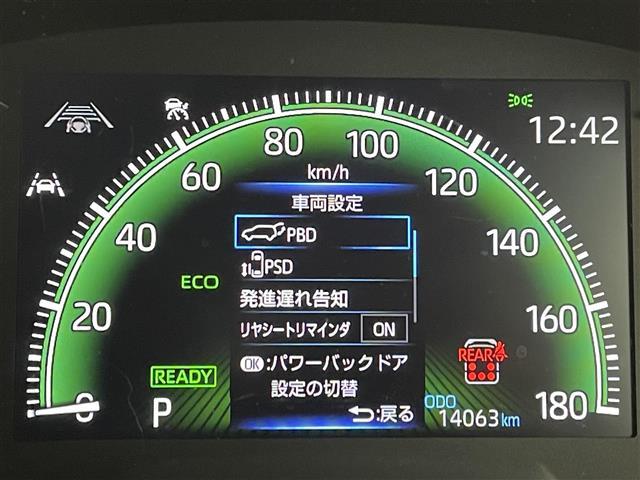 12:42
0
20
40
60
80
100
120
140
160
180
km/h
車両設定
PBD
PSD
発進遅れ告知
リヤシートリマインダ ON
OK:パワーバックドア
設定の切替
:戻る
ECO
READY
P
REAR
ODO
14063 km